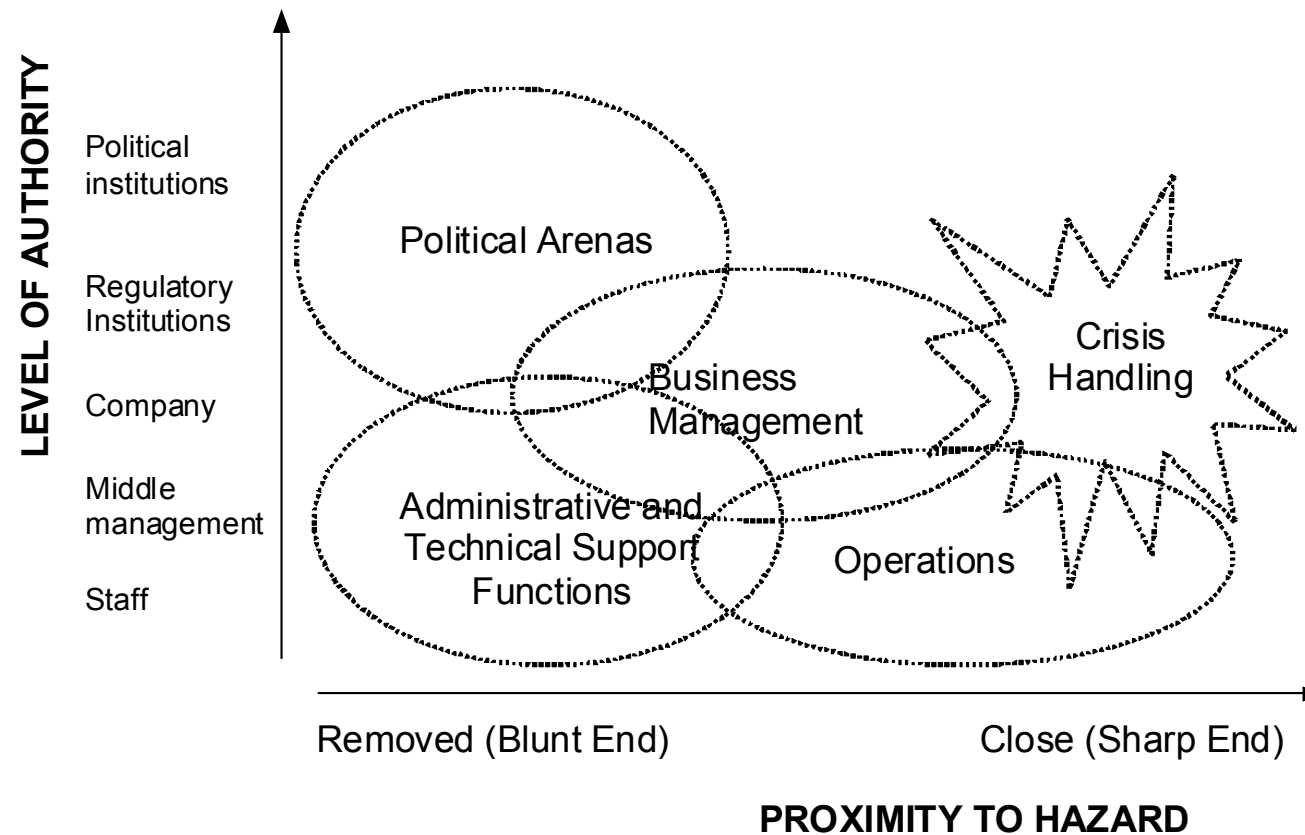 LEVEL OF AUTHORITY
Political
institutions
Regulatory
Institutions
Company
Middle
management
Staff
Political Arenas
Business
Management
Crisis
Handling
Administrative and
Technical Support
Functions
Operations
Removed (Blunt End)
Close (Sharp End)
PROXIMITY TO HAZARD